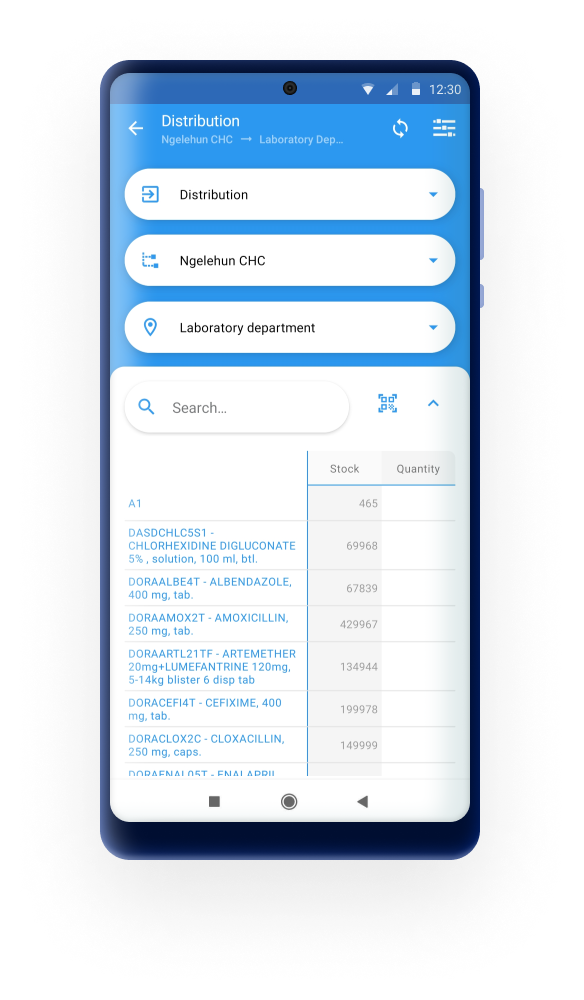 12:30
Distribution
Ngelehun CHC → Laboratory Dep...
Distribution
Ngelehun CHC
Laboratory department
Search...
Stock Quantity
A1 465
DASDCHLC5S1 -
CHLORHEXIDINE DIGLUCONATE 69968
5% , solution, 100 ml, btl.
DORAALBE4T - ALBENDAZOLE,
400 mg, tab. 67839
DORAAMOX2T - AMOXICILLIN,
250 mg, tab. 429967
DORAARTL21TF - ARTEMETHER
20mg+LUMEFANTRINE 120mg, 134944
5-14kg blister 6 disp tab
DORACEFI4T - CEFIXIME, 400
mg, tab. 199978
DORACLOX2C - CLOXACILLIN,
250 mg, caps. 149999
DORAENAL05T - ENALAPRIL